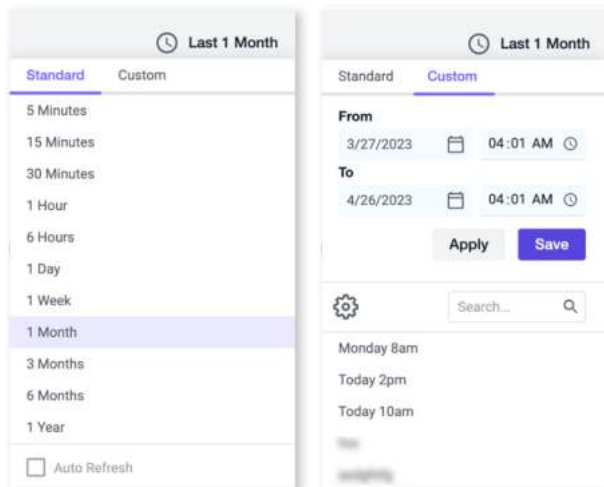 Last 1 Month
Standard Custom
5 Minutes
15 Minutes
30 Minutes
1 Hour
6 Hours
1 Day
1 Week
1 Month
3 Months
6 Months
1 Year
Auto Refresh
Last 1 Month
Standard Custom
From
3/27/2023 04:01 AM
To
4/26/2023 04:01 AM
Apply Save
Search...
Monday 8am
Today 2pm
Today 10am